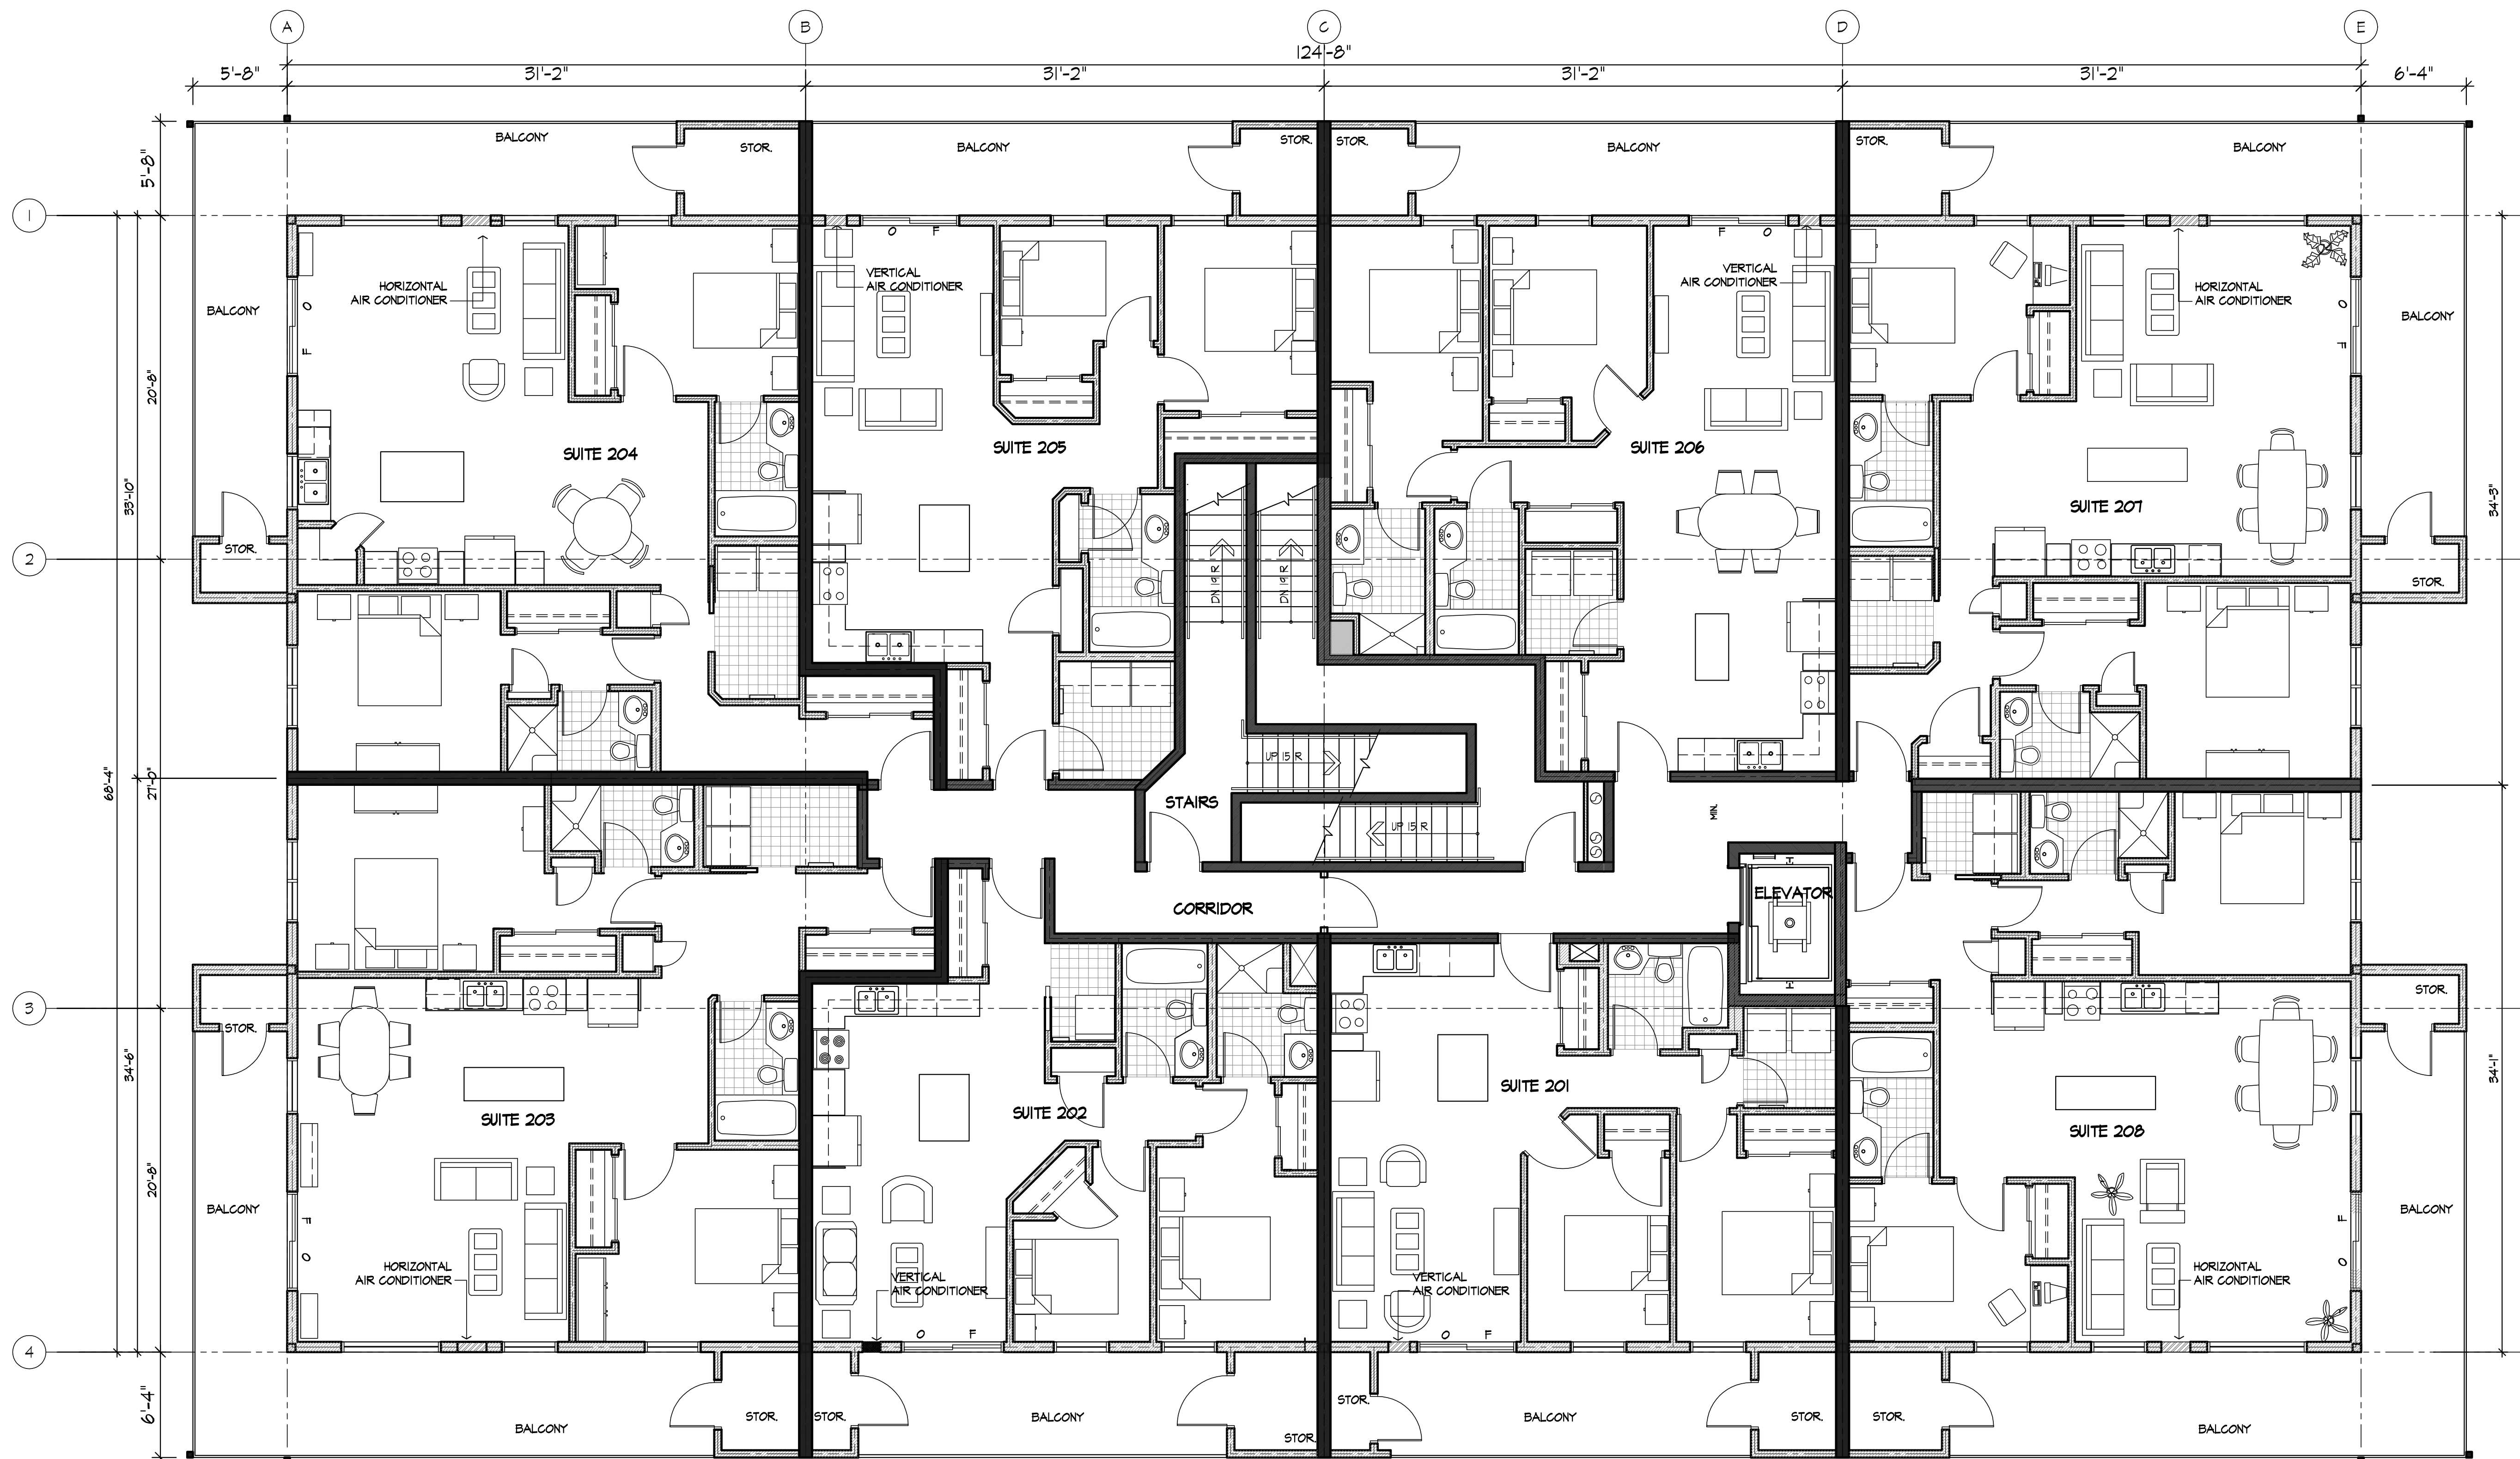 A
B
C
D
E
124'-8"
5'-8"
31'-2"
31'-2"
31'-2"
31'-2"
6'-4"
BALCONY
STOR.
BALCONY
STOR.
STOR.
BALCONY
STOR.
BALCONY
5'-8"
1
O
F
F
O
VERTICAL
AIR CONDITIONER
VERTICAL
AIR CONDITIONER
HORIZONTAL
AIR CONDITIONER
HORIZONTAL
AIR CONDITIONER
BALCONY
O
F
O
F
BALCONY
20'-8"
SUITE 204
SUITE 205
SUITE 206
SUITE 207
33'-10"
34'-3"
2
STOR.
STOR.
DN 19 R
DN 19 R
68'-4"
27'-0"
UP 15 R
STAIRS
MIN.
UP 15 R
ELEVATOR
CORRIDOR
3
STOR.
STOR.
34'-6"
34'-1"
SUITE 203
SUITE 202
SUITE 201
SUITE 208
20'-8"
BALCONY
F
O
F
O
BALCONY
HORIZONTAL
AIR CONDITIONER
VERTICAL
AIR CONDITIONER
VERTICAL
AIR CONDITIONER
HORIZONTAL
AIR CONDITIONER
O
F
O
F
4
6'-4"
BALCONY
STOR.
STOR.
BALCONY
STOR.
STOR.
BALCONY
STOR.
STOR.
BALCONY